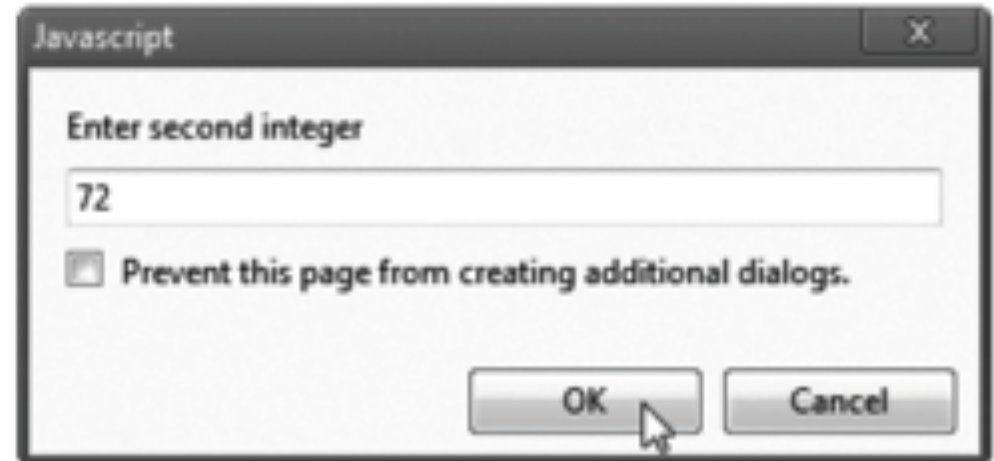 Javascript
X
Enter second integer
72
Prevent this page from creating additional dialogs.
OK Cancel